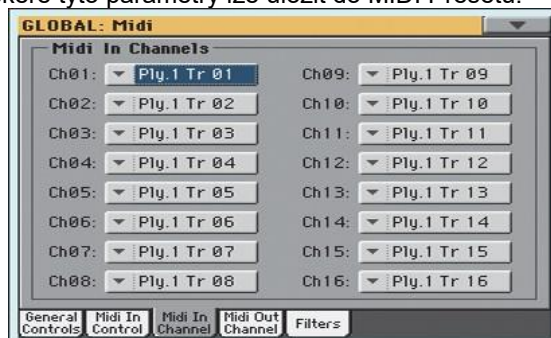 GLOBAL: Midi
Midi In Channels
Ch01: Ply.1 Tr 01
Ch02: Ply.1 Tr 02
Ch03: Ply.1 Tr 03
Ch04: Ply.1 Tr 04
Ch05: Ply.1 Tr 05
Ch06: Ply.1 Tr 06
Ch07: Ply.1 Tr 07
Ch08: Ply.1 Tr 08
Ch09: Ply.1 Tr 09
Ch10: Ply.1 Tr 10
Ch11: Ply.1 Tr 11
Ch12: Ply.1 Tr 12
Ch13: Ply.1 Tr 13
Ch14: Ply.1 Tr 14
Ch15: Ply.1 Tr 15
Ch16: Ply.1 Tr 16
General Controls
Midi In Control
Midi In Channel
Midi Out Channel
Filters